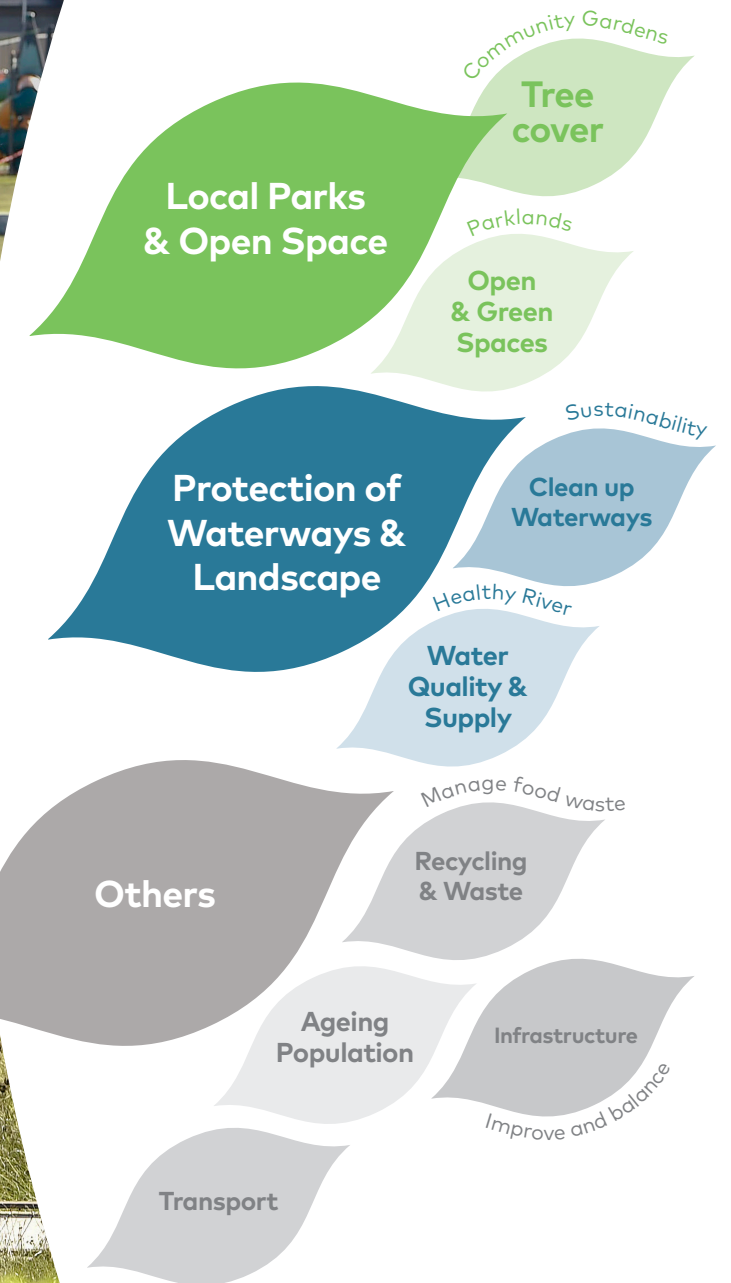 Community Gardens
Tree
cover
Local Parks
& Open Space
Parklands
Open
& Green
Spaces
Sustainability
Clean up
Waterways
Protection of
Waterways &
Landscape
Healthy River
Water
Quality &
Supply
Manage food waste
Recycling
& Waste
Others
Ageing
Population
Infrastructure
Improve and balance
Transport